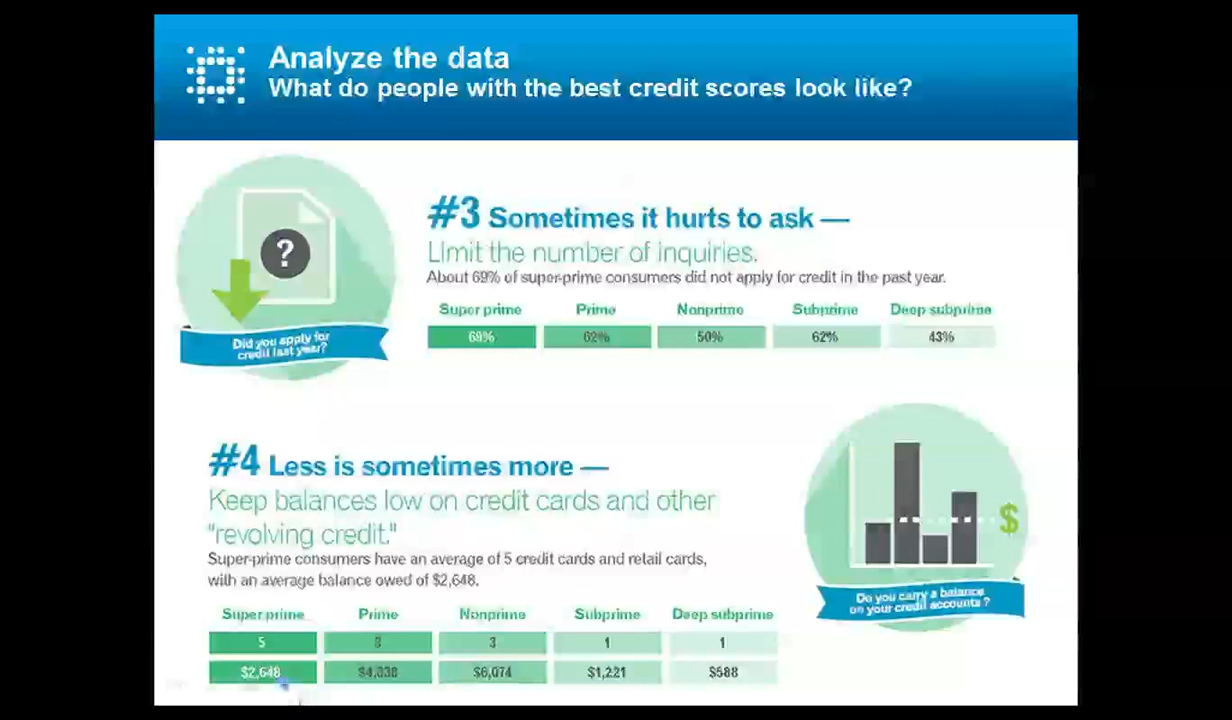 Analyze the data
What do people with the best credit scores look like?
?
Did you apply for
credit last year?
#3 Sometimes it hurts to ask —
Limit the number of inquiries.
About 69% of super-prime consumers did not apply for credit in the past year.
Super prime Prime Nonprime Subprime Deep subprime
69% 62% 50% 62% 43%
#4 Less is sometimes more —
Keep balances low on credit cards and other
"revolving credit."
Super-prime consumers have an average of 5 credit cards and retail cards,
with an average balance owed of $2,648.
Super prime Prime Nonprime Subprime Deep subprime
5 3 1 1
$2,648 $6,074 $1,221 $588
$
Do you carry a balance
on your credit accounts ?